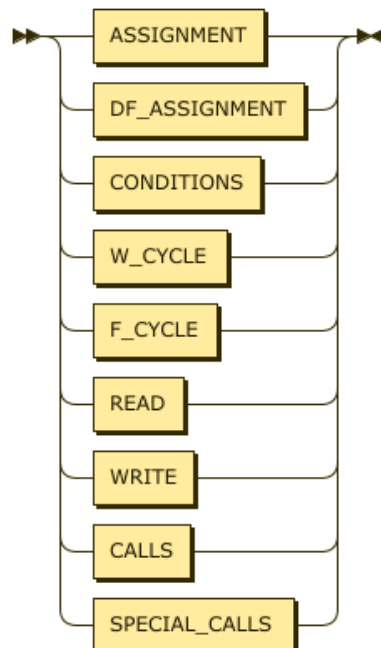 ASSIGNMENT
DF_ASSIGNMENT
CONDITIONS
W_CYCLE
F_CYCLE
READ
WRITE
CALLS
SPECIAL_CALLS